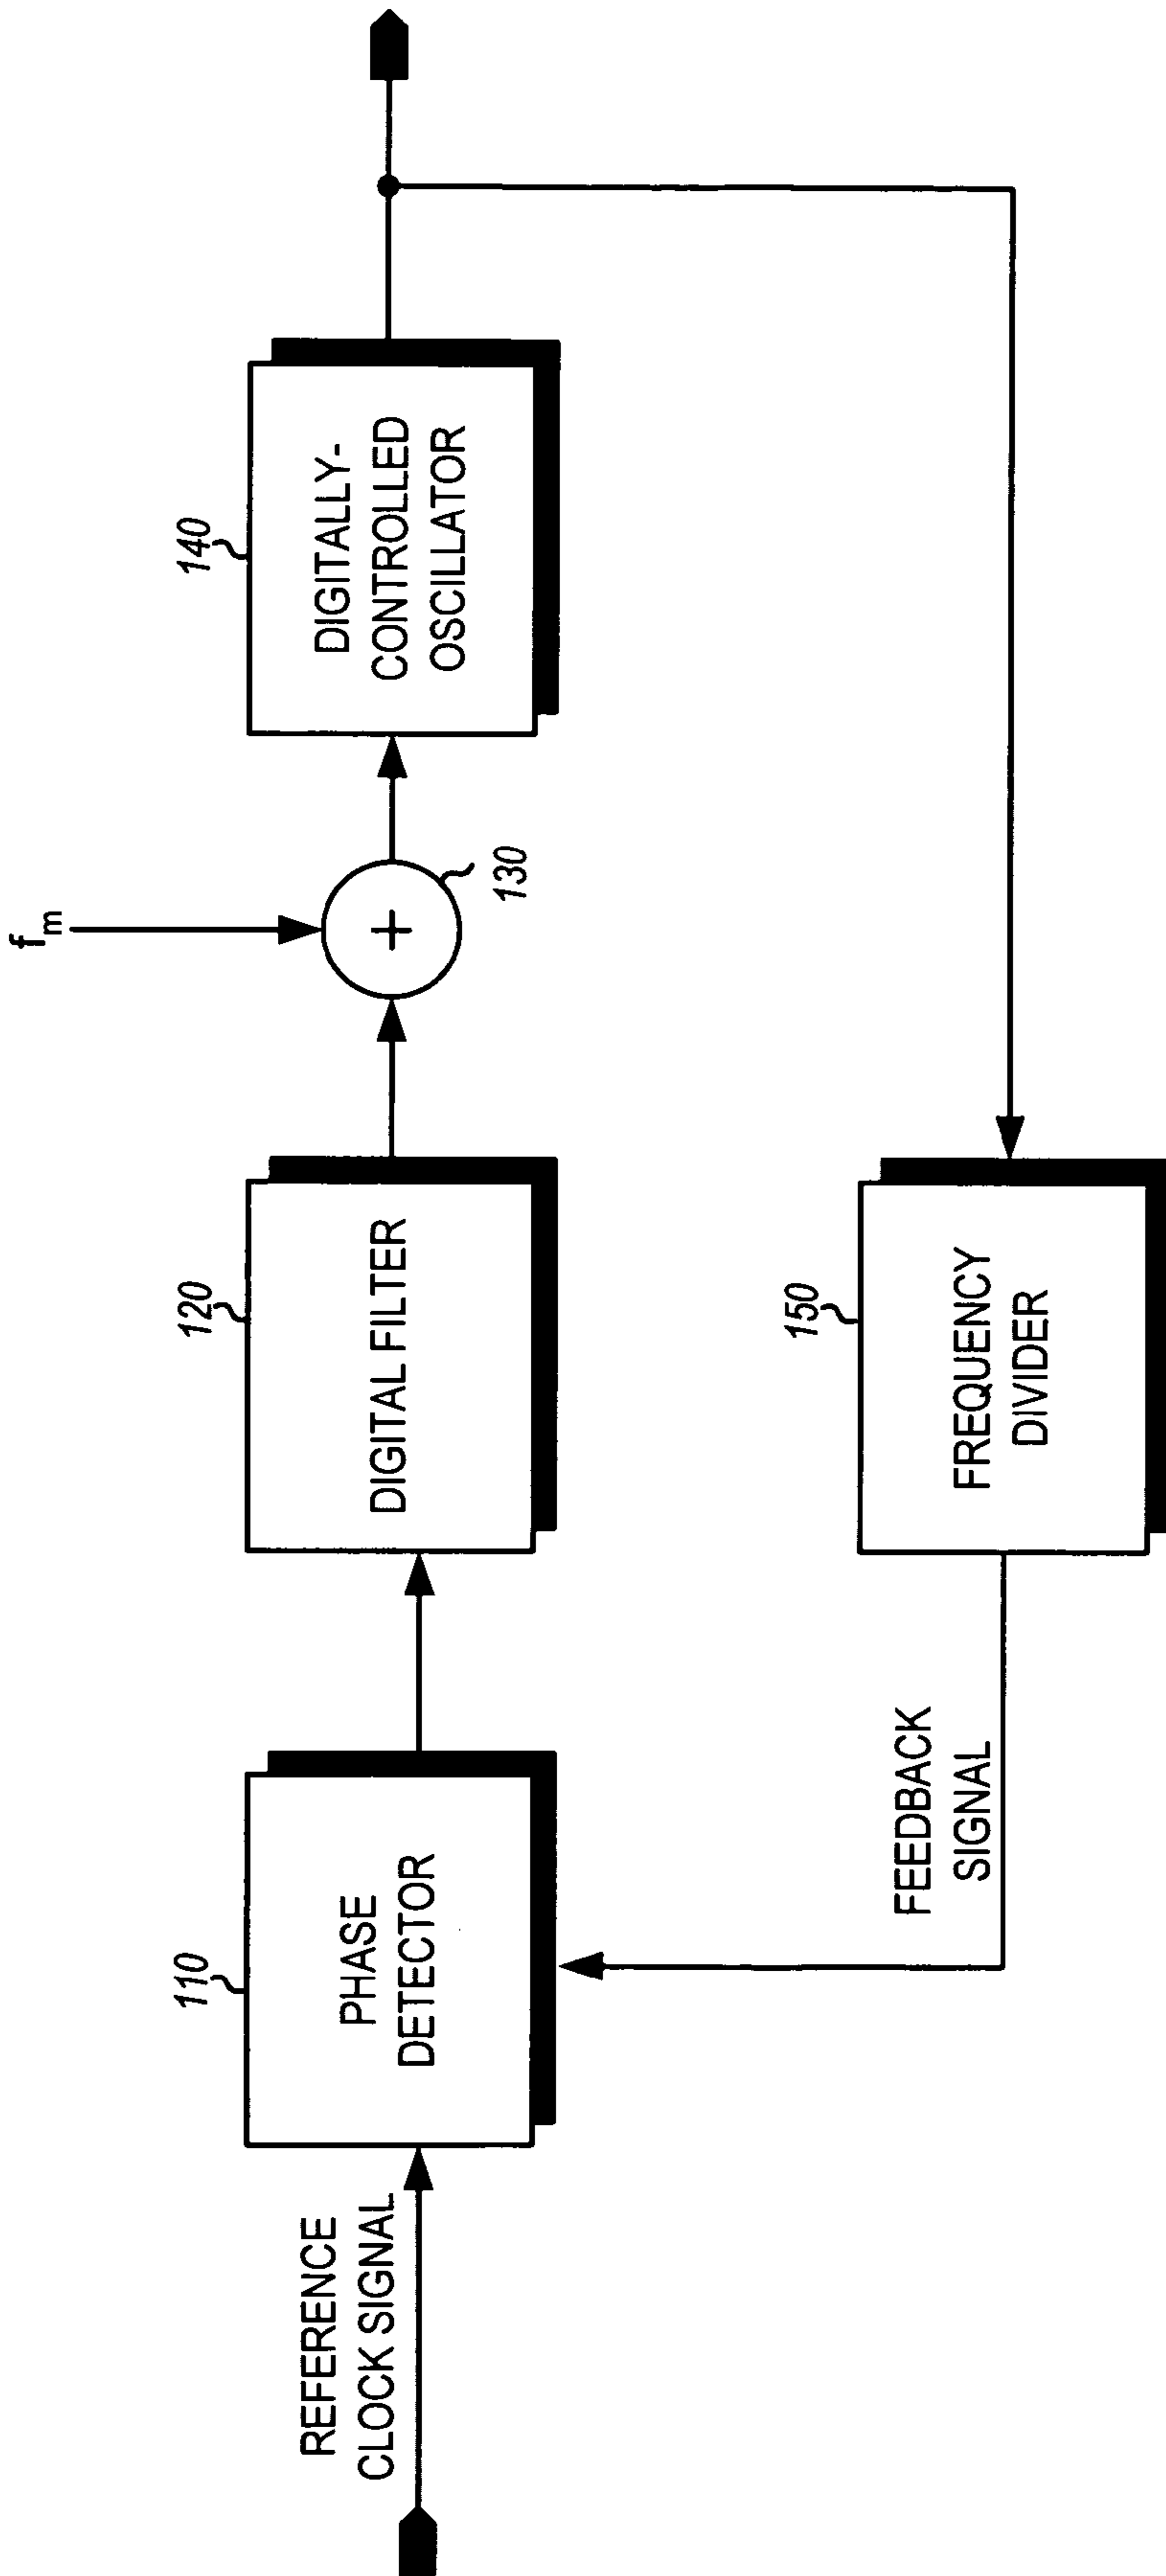 REFERENCE
CLOCK SIGNAL
110
PHASE
DETECTOR
120
DIGITAL FILTER
fm
+
130
140
DIGITALLY-
CONTROLLED
OSCILLATOR
FEEDBACK
SIGNAL
150
FREQUENCY
DIVIDER